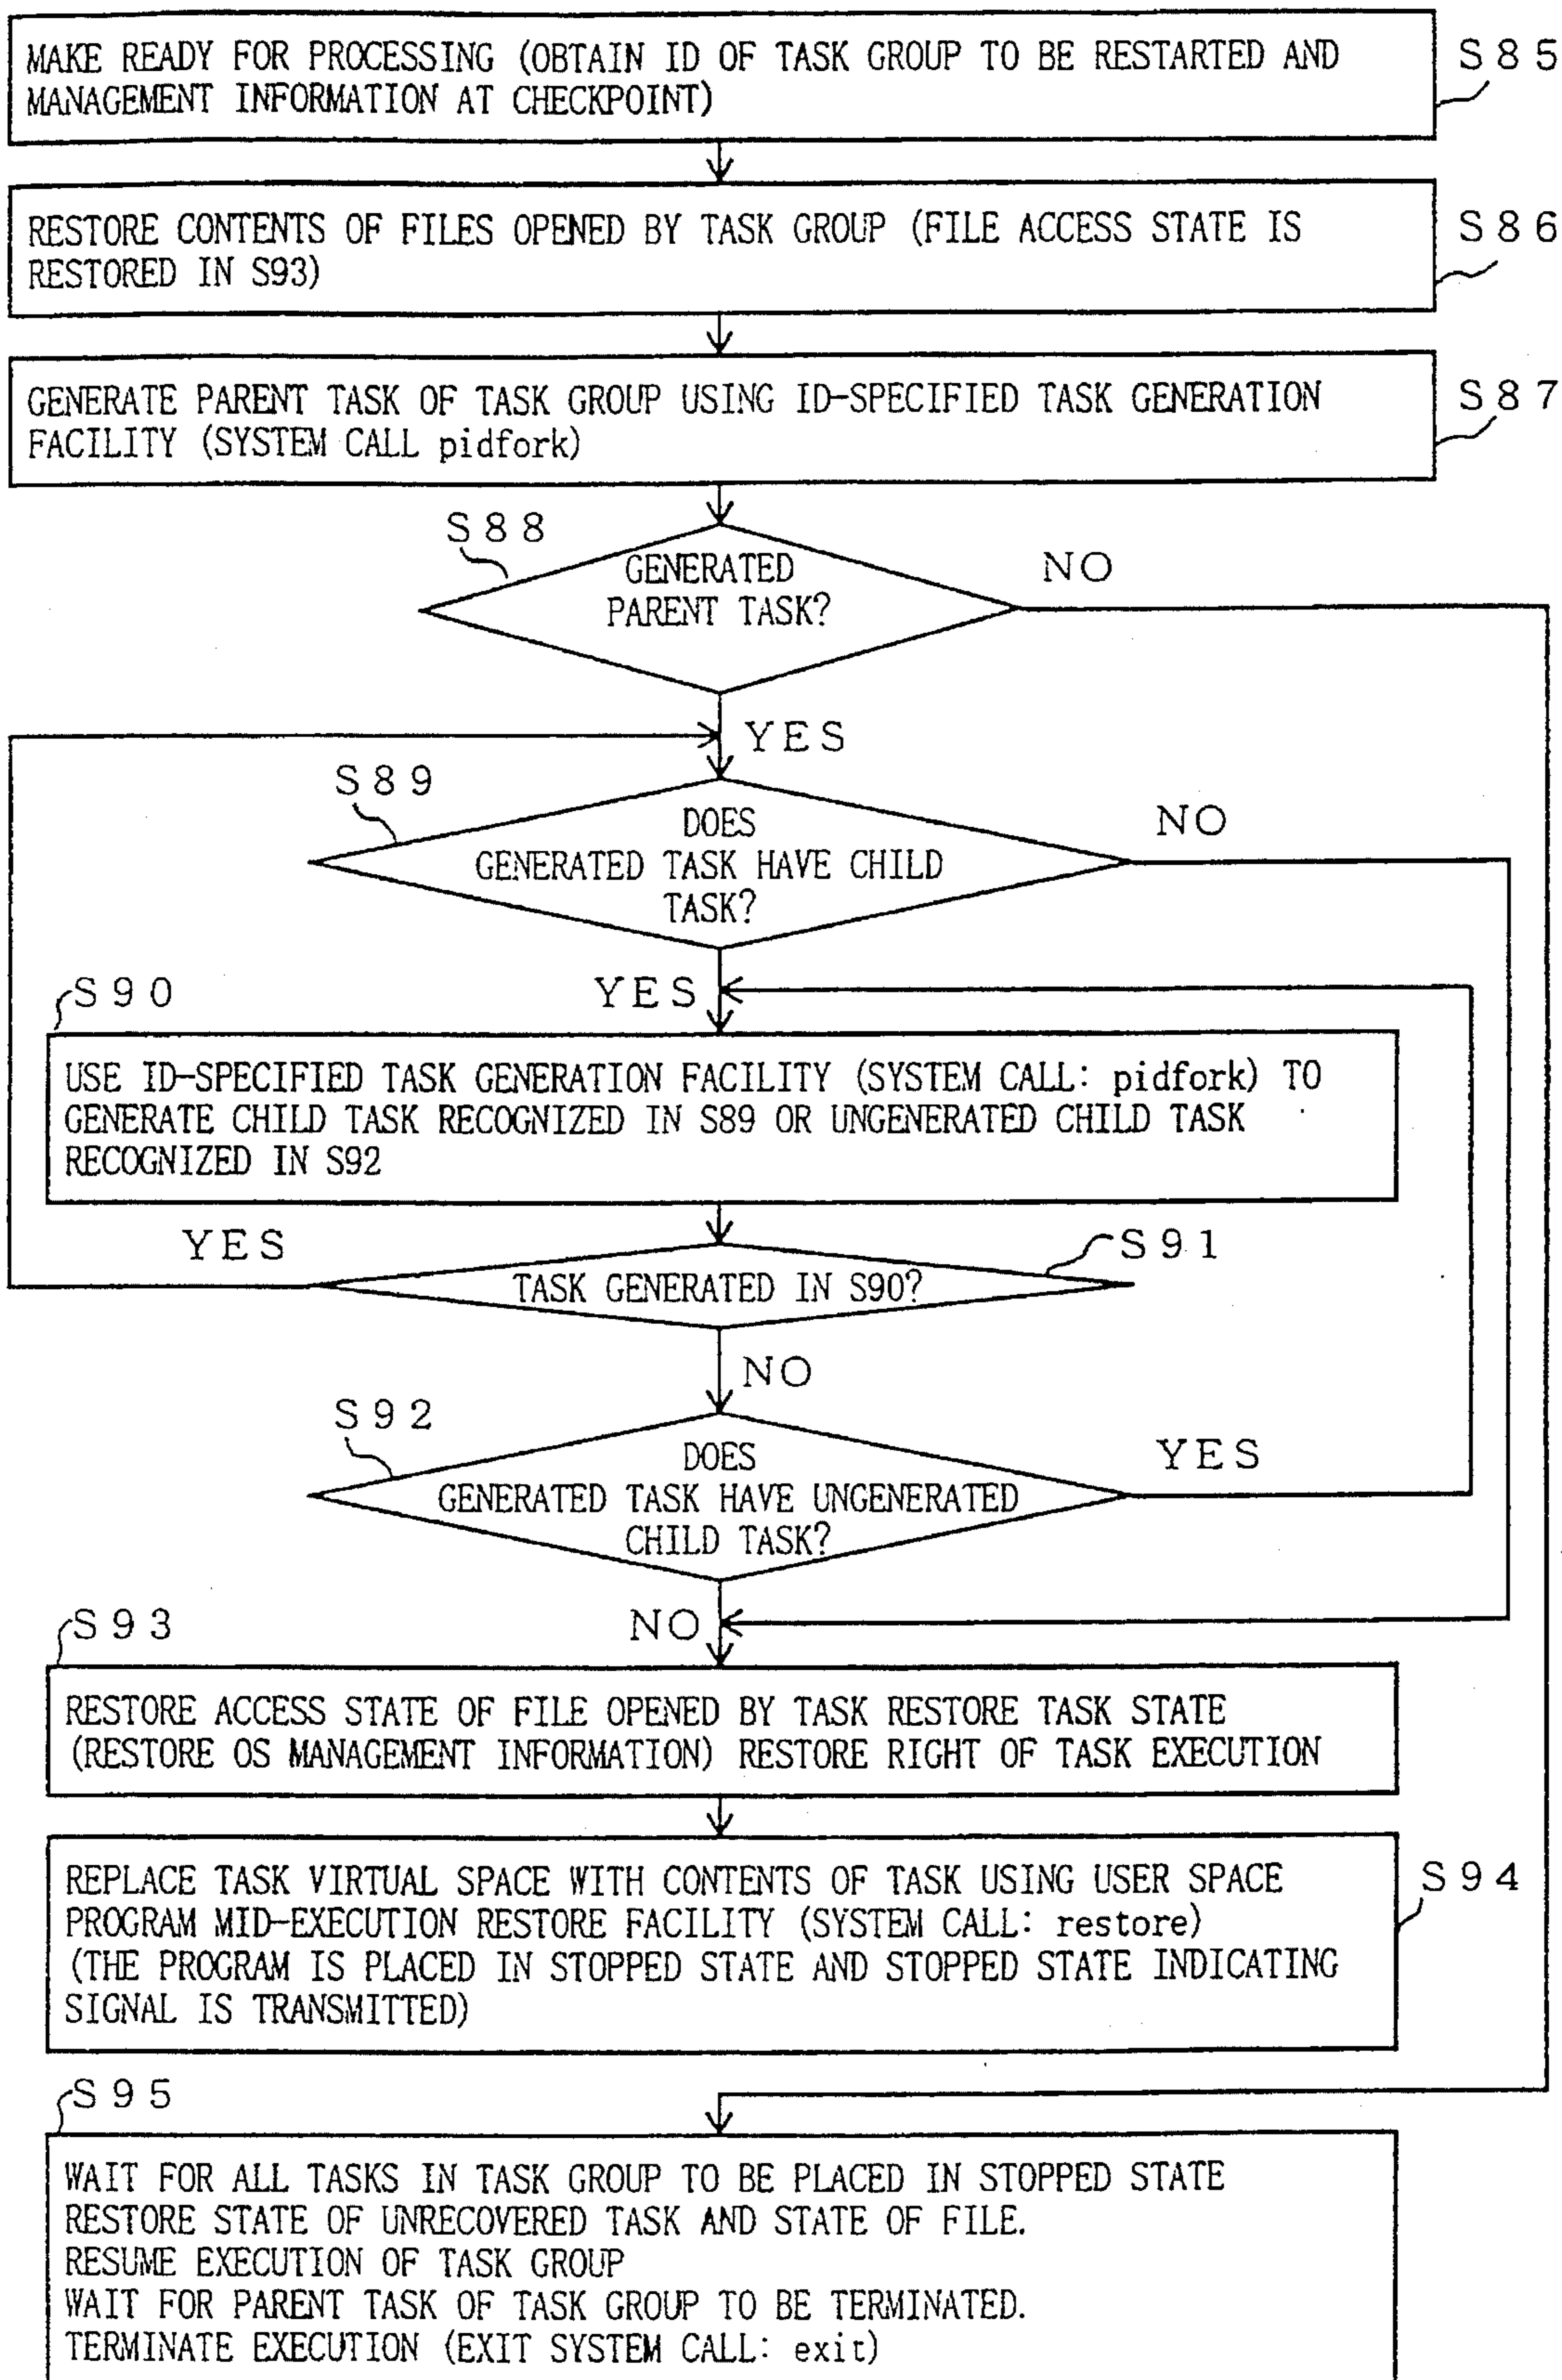 MAKE READY FOR PROCESSING (OBTAIN ID OF TASK GROUP TO BE RESTARTED AND
MANAGEMENT INFORMATION AT CHECKPOINT)
S85
RESTORE CONTENTS OF FILES OPENED BY TASK GROUP (FILE ACCESS STATE IS
RESTORED IN S93)
S86
GENERATE PARENT TASK OF TASK GROUP USING ID-SPECIFIED TASK GENERATION
FACILITY (SYSTEM CALL pidfork)
S87
S88
GENERATED
PARENT TASK?
NO
YES
S89
DOES
GENERATED TASK HAVE CHILD
TASK?
NO
YES
S90
USE ID-SPECIFIED TASK GENERATION FACILITY (SYSTEM CALL: pidfork) TO
GENERATE CHILD TASK RECOGNIZED IN S89 OR UNGENERATED CHILD TASK
RECOGNIZED IN S92
YES
S91
TASK GENERATED IN S90?
NO
S92
DOES
GENERATED TASK HAVE UNGENERATED
CHILD TASK?
YES
NO
S93
RESTORE ACCESS STATE OF FILE OPENED BY TASK RESTORE TASK STATE
(RESTORE OS MANAGEMENT INFORMATION) RESTORE RIGHT OF TASK EXECUTION
REPLACE TASK VIRTUAL SPACE WITH CONTENTS OF TASK USING USER SPACE
PROGRAM MID-EXECUTION RESTORE FACILITY (SYSTEM CALL: restore)
(THE PROGRAM IS PLACED IN STOPPED STATE AND STOPPED STATE INDICATING
SIGNAL IS TRANSMITTED)
S94
S95
WAIT FOR ALL TASKS IN TASK GROUP TO BE PLACED IN STOPPED STATE
RESTORE STATE OF UNRECOVERED TASK AND STATE OF FILE.
RESUME EXECUTION OF TASK GROUP
WAIT FOR PARENT TASK OF TASK GROUP TO BE TERMINATED.
TERMINATE EXECUTION (EXIT SYSTEM CALL: exit)